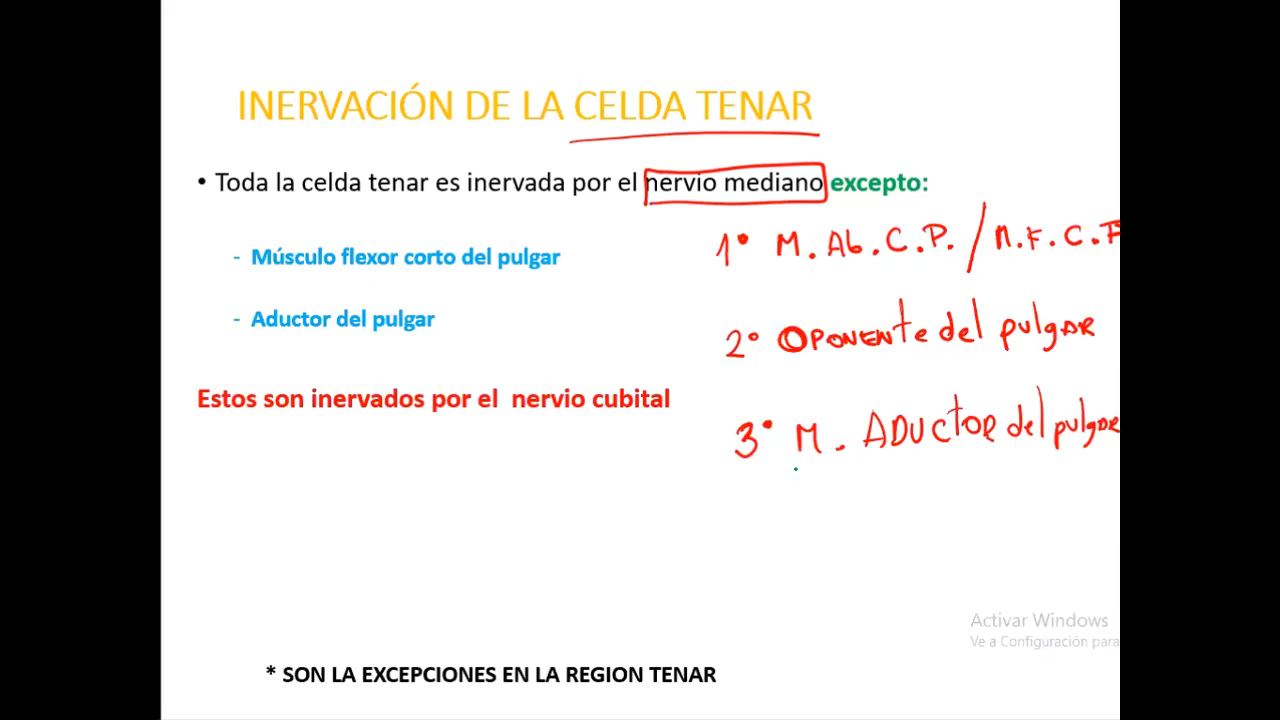 INERVACIÓN DE LA CELDA TENAR
• Toda la celda tenar es inervada por el nervio mediano excepto:
1° M. Ab. C. P. / M. F. C. P
- Músculo flexor corto del pulgar
- Aductor del pulgar
2° OPONENte del pulgAR
Estos son inervados por el nervio cubital
3° M. ADUCtOR del pulgAR
Activar Windows
Ve a Configuración para
* SON LA EXCEPCIONES EN LA REGION TENAR